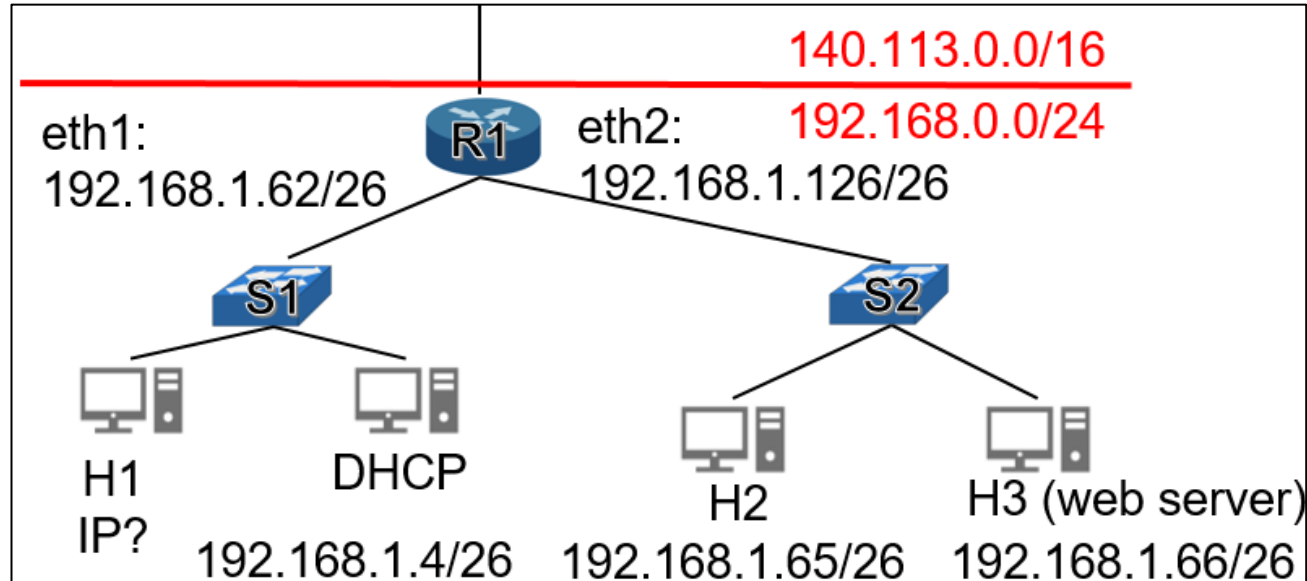 140.113.0.0/16
192.168.0.0/24
eth1:
192.168.1.62/26
R1
eth2:
192.168.1.126/26
S1
S2
H1
IP?
DHCP
192.168.1.4/26
H2
192.168.1.65/26
H3 (web server)
192.168.1.66/26